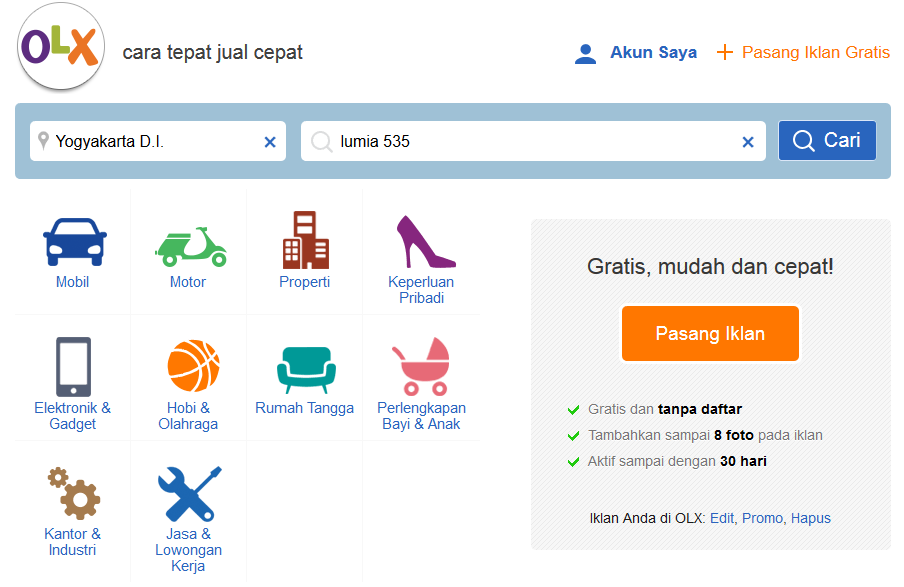 OLX
cara tepat jual cepat
Akun Saya
Pasang Iklan Gratis
Yogyakarta D.I.
lumia 535
Cari
Mobil
Motor
Properti
Keperluan
Pribadi
Elektronik &
Gadget
Hobi &
Olahraga
Rumah Tangga
Perlengkapan
Bayi & Anak
Kantor &
Industri
Jasa &
Lowongan
Kerja
Gratis, mudah dan cepat!
Pasang Iklan
Gratis dan tanpa daftar
Tambahkan sampai 8 foto pada iklan
Aktif sampai dengan 30 hari
Iklan Anda di OLX: Edit, Promo, Hapus